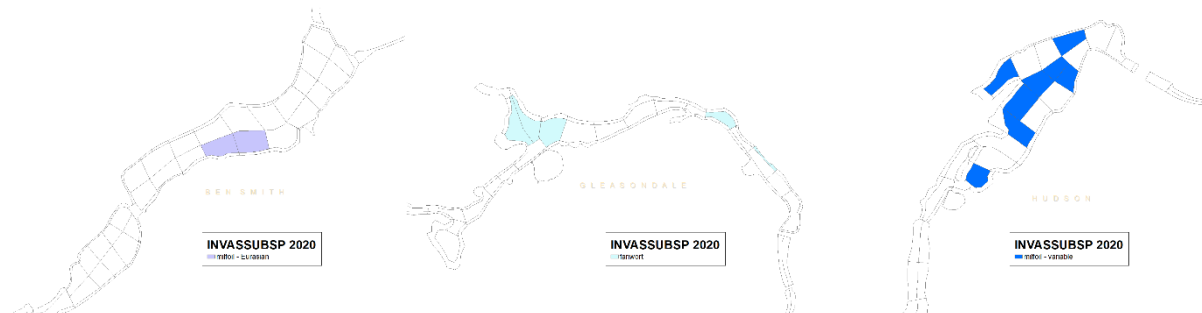 BEN SMITH
INVASSUBSP 2020
milfoil - Eurasian
GLEASONDALE
INVASSUBSP 2020
fanwort
HUDSON
INVASSUBSP 2020
milfoil - variable